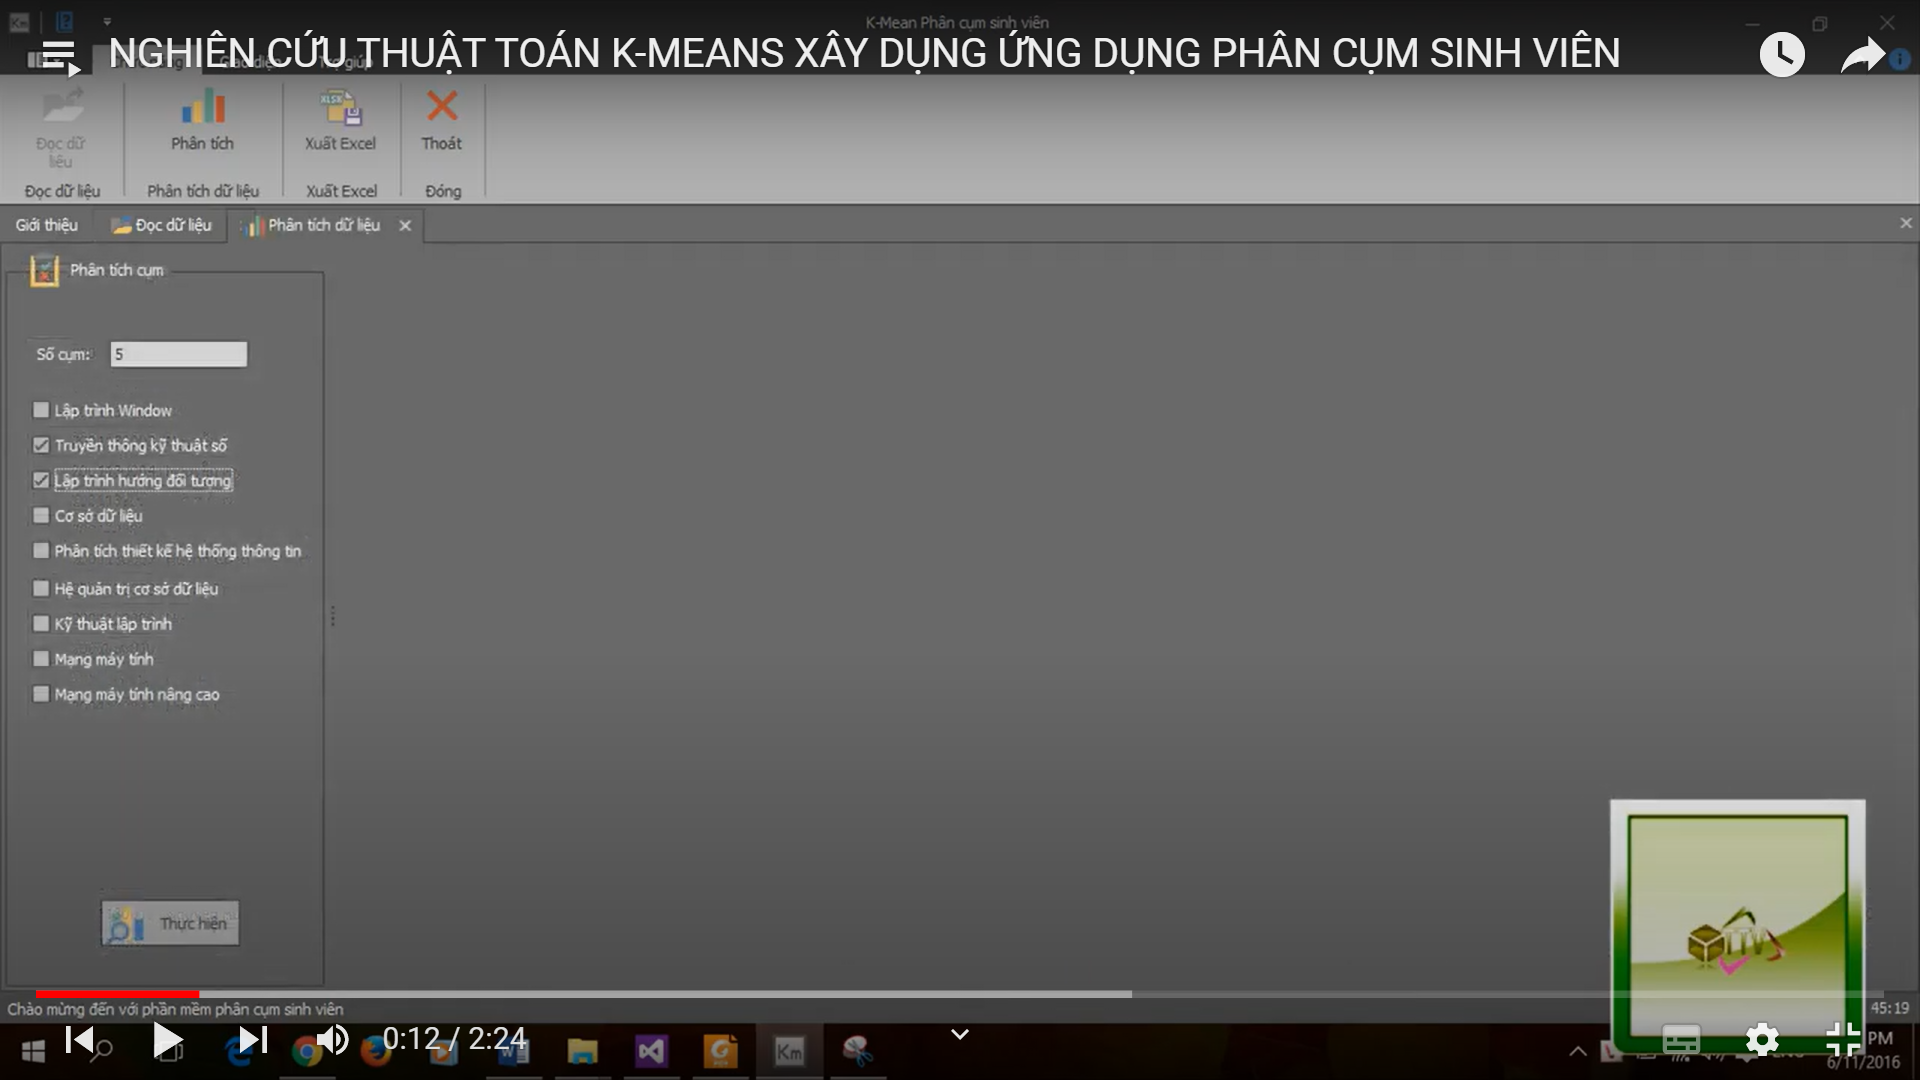 K-Mean Phân cụm sinh viên
NGHIÊN CỨU THUẬT TOÁN K-MEANS XÂY DỰNG ỨNG DỤNG PHÂN CỤM SINH VIÊN
Giao diện Trợ giúp
Đọc dữ liệu
Phân tích
Xuất Excel
Thoát
Đọc dữ liệu
Phân tích dữ liệu
Xuất Excel
Đóng
Giới thiệu
Đọc dữ liệu
Phân tích dữ liệu
Phân tích cụm
Số cụm: 5
Lập trình Window
Truyền thông kỹ thuật số
Lập trình hướng đối tượng
Cơ sở dữ liệu
Phân tích thiết kế hệ thống thông tin
Hệ quản trị cơ sở dữ liệu
Kỹ thuật lập trình
Mạng máy tính
Mạng máy tính nâng cao
Thực hiện
Chào mừng đến với phần mềm phân cụm sinh viên
45:19
0:12 / 2:24
Km
PM
6/11/2016